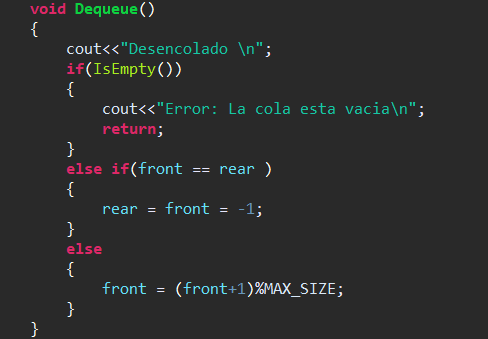 void Dequeue()
{
    cout<<"Desencolado \n";
    if(IsEmpty())
    {
        cout<<"Error: La cola esta vacia\n";
        return;
    }
    else if(front == rear )
    {
        rear = front = -1;
    }
    else
    {
        front = (front+1)%MAX_SIZE;
    }
}